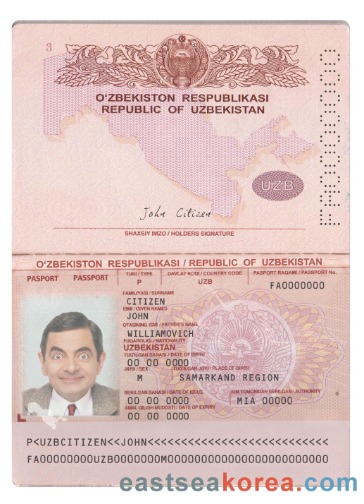 3
O'ZBEKISTON RESPUBLIKASI
REPUBLIC OF UZBEKISTAN
UZB
John Citizen
SHAXSIY IMZO / HOLDERS SIGNATURE
O'ZBEKISTON RESPUBLIKASI / REPUBLIC OF UZBEKISTAN
PASPORT PASSPORT
TURI / TYPE
P
DAVLAT KODI / COUNTRY CODE
UZB
PASPORT RAQAMI / PASSPORT No.
FA0000000
FAMILIYASI / SURNAME
CITIZEN
ISMI / GIVEN NAMES
JOHN
OTASINING ISMI / FATHER'S NAME
WILLIAMOVICH
FUQAROLIGI / NATIONALITY
UZBEKISTAN
TUG'ILGAN SANASI / DATE OF BIRTH
00 00 0000
JINSI / SEX
M
TUG'ILGAN JOYI / PLACE OF BIRTH
SAMARKAND REGION
BERILGAN SANASI / DATE OF ISSUE
00 00 0000
KIM TOMONIDAN BERILGAN / AUTHORITY
MIA 00000
AMAL QILISH MUDDATI / DATE OF EXPIRY
00 00 0000
P<UZBCITIZEN<<JOHN<<<<<<<<<<<<<<<<<<<<<<<<<<
eastseakorea.com